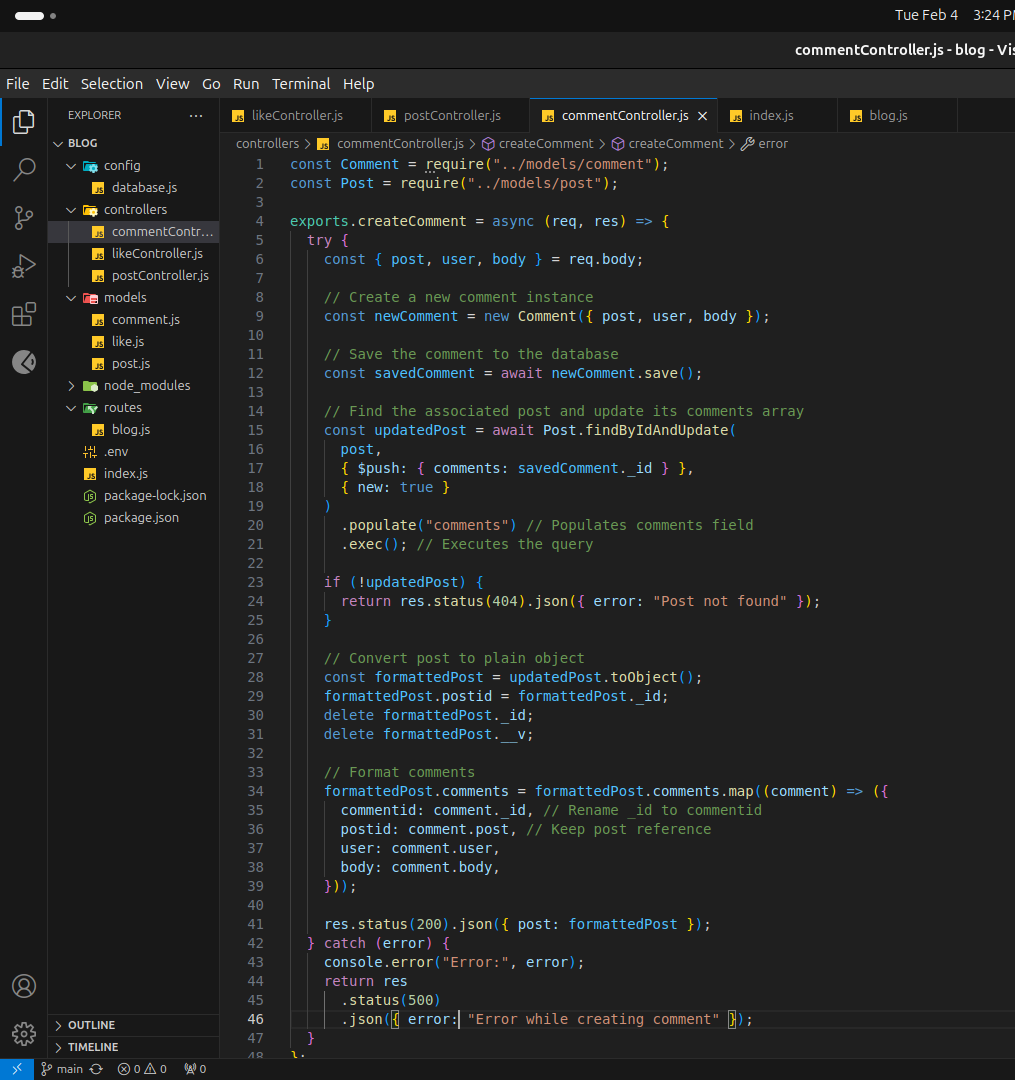 Tue Feb 4 3:24 PM
commentController.js - blog - Vis
File Edit Selection View Go Run Terminal Help
EXPLORER ...
BLOG
config
database.js
controllers
commentContr...
likeController.js
postController.js
models
comment.js
like.js
post.js
node_modules
routes
blog.js
.env
index.js
package-lock.json
package.json
OUTLINE
TIMELINE
likeController.js postController.js commentController.js index.js blog.js
controllers > commentController.js > createComment > createComment > error
1 const Comment = require("../models/comment");
2 const Post = require("../models/post");
3
4 exports.createComment = async (req, res) => {
5 try {
6 const { post, user, body } = req.body;
7
8 // Create a new comment instance
9 const newComment = new Comment({ post, user, body });
10
11 // Save the comment to the database
12 const savedComment = await newComment.save();
13
14 // Find the associated post and update its comments array
15 const updatedPost = await Post.findByIdAndUpdate(
16 post,
17 { $push: { comments: savedComment._id } },
18 { new: true }
19 )
20 .populate("comments") // Populates comments field
21 .exec(); // Executes the query
22
23 if (!updatedPost) {
24 return res.status(404).json({ error: "Post not found" });
25 }
26
27 // Convert post to plain object
28 const formattedPost = updatedPost.toObject();
29 formattedPost.postid = formattedPost._id;
30 delete formattedPost._id;
31 delete formattedPost.__v;
32
33 // Format comments
34 formattedPost.comments = formattedPost.comments.map((comment) => ({
35 commentid: comment._id, // Rename _id to commentid
36 postid: comment.post, // Keep post reference
37 user: comment.user,
38 body: comment.body,
39 }));
40
41 res.status(200).json({ post: formattedPost });
42 } catch (error) {
43 console.error("Error:", error);
44 return res
45 .status(500)
46 .json({ error: "Error while creating comment" });
47 }
48 };
main 0 0 0